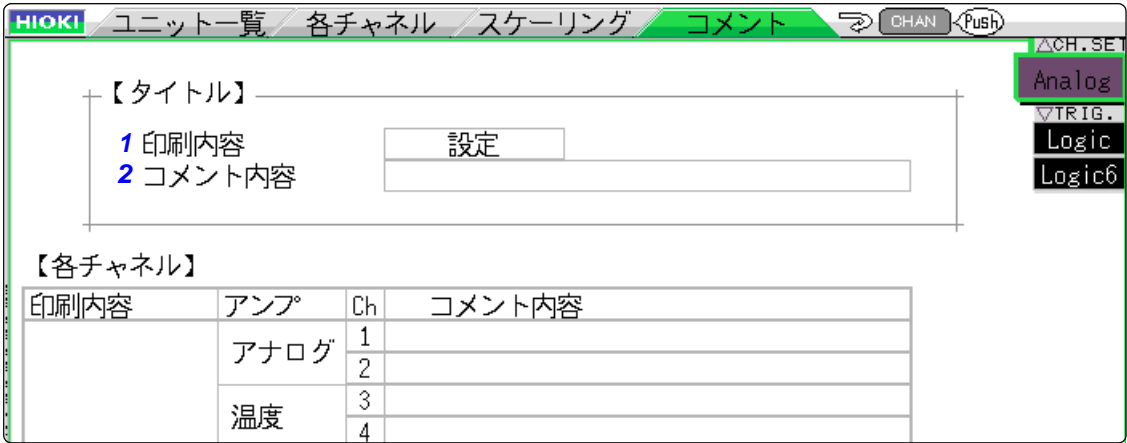 HIOKI ユニット一覧 各チャネル スケーリング コメント CHAN Push
△CH.SET
Analog
▽TRIG.
Logic
Logic6
【タイトル】
1 印刷内容 設定
2 コメント内容
【各チャネル】
印刷内容 アンプ Ch コメント内容
アナログ 1
2
温度 3
4